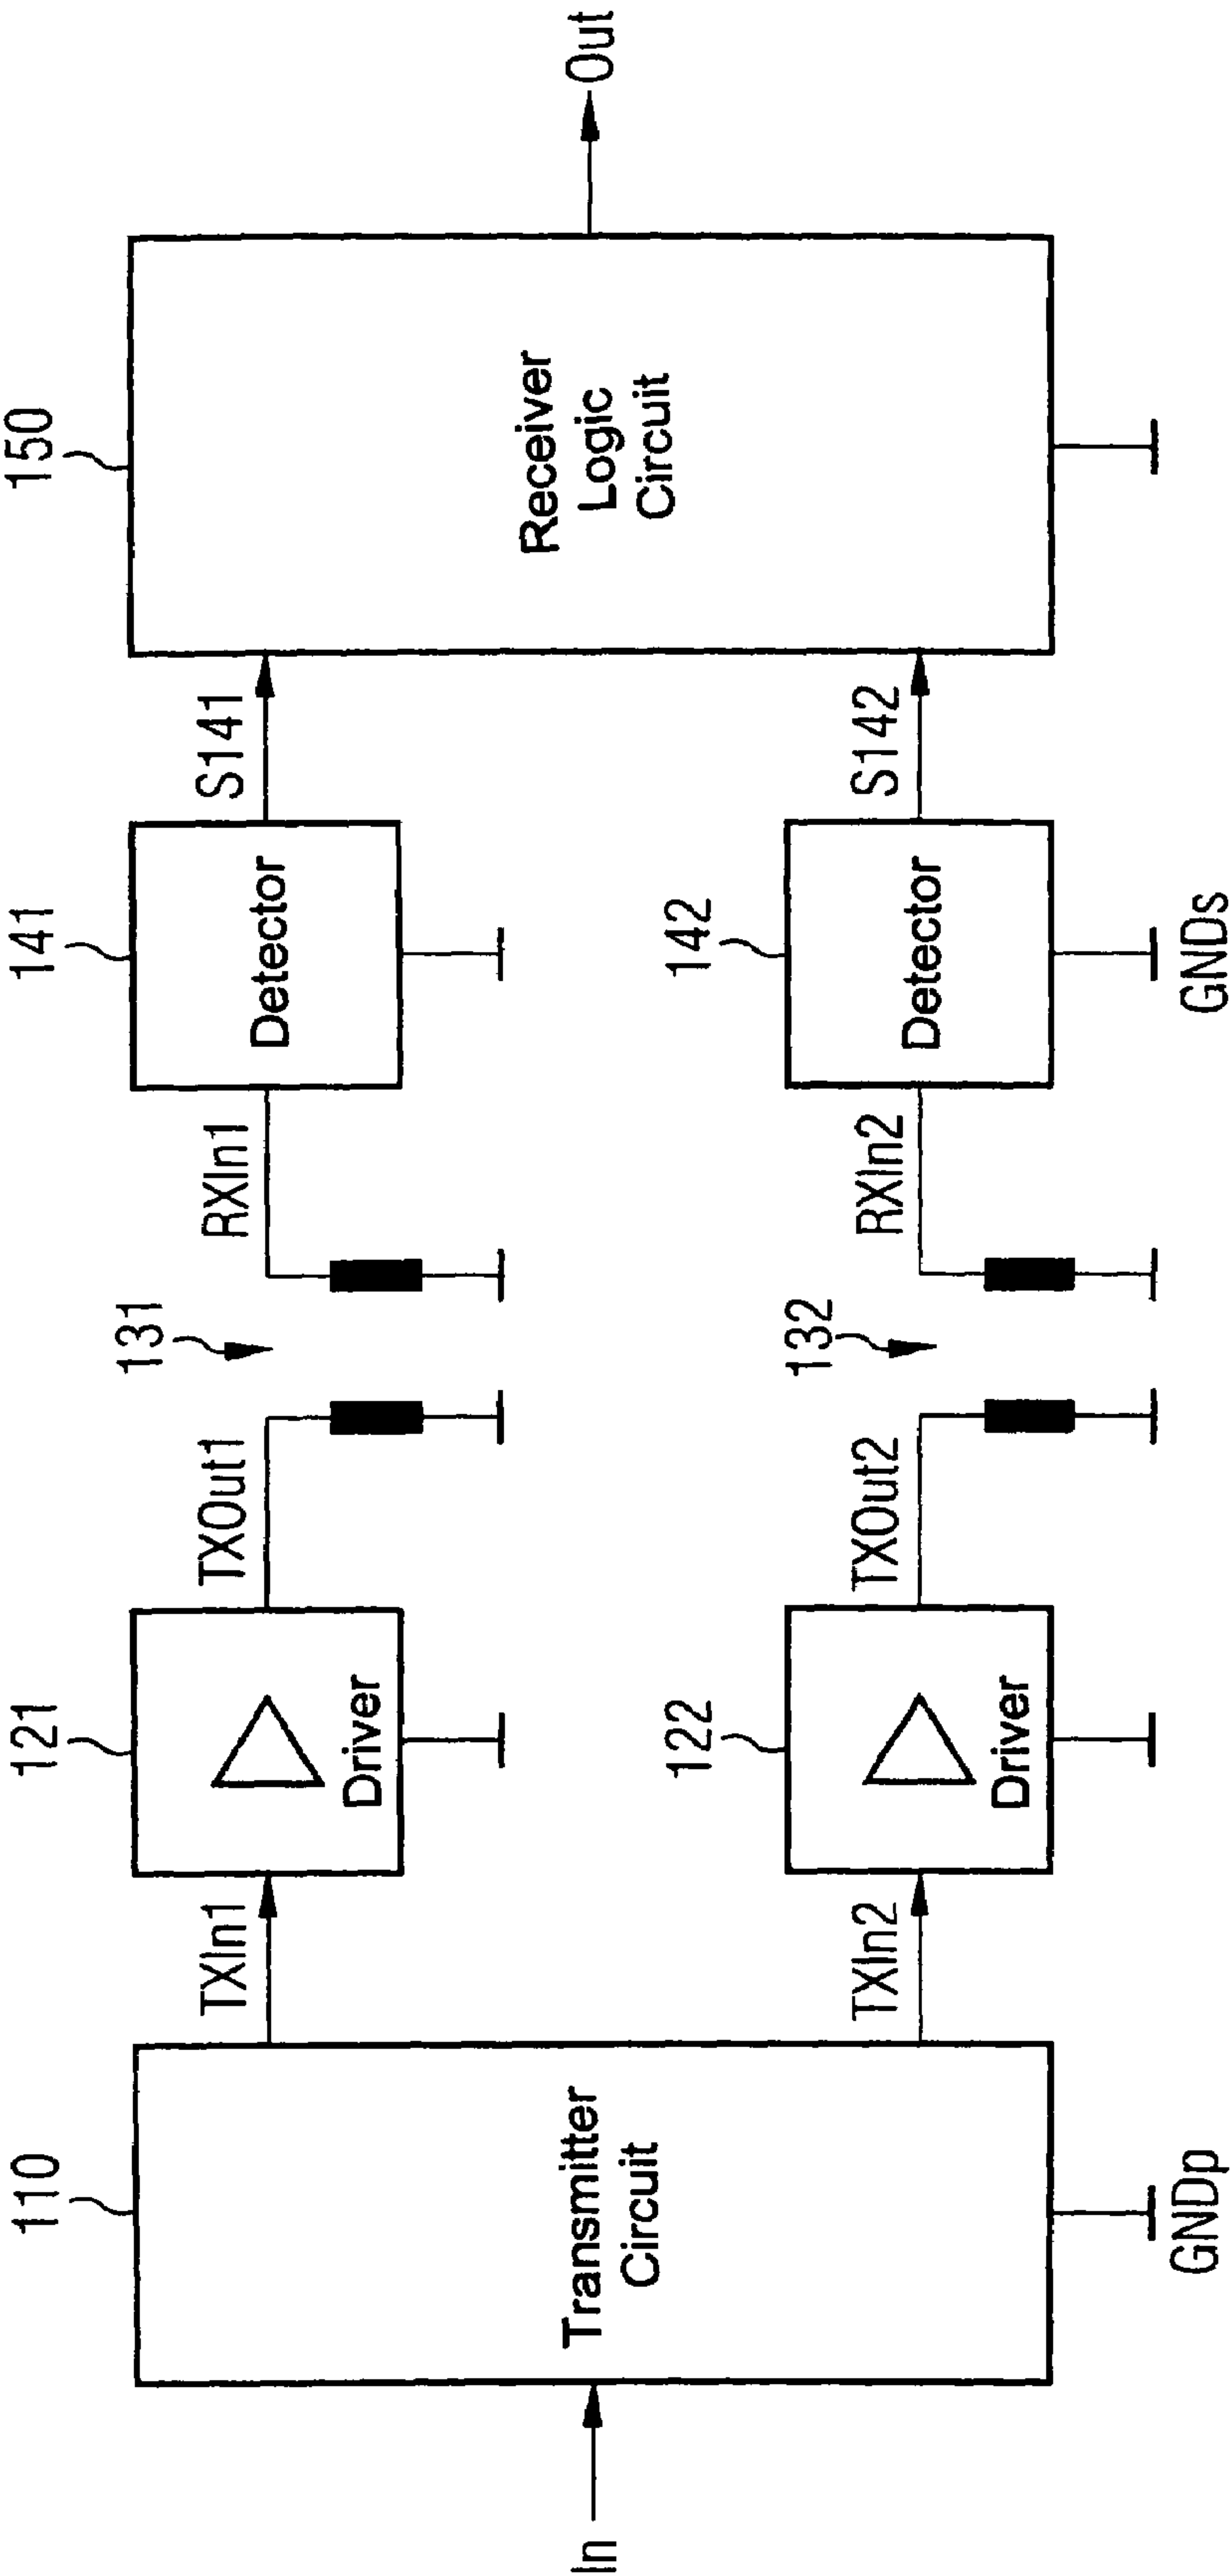 In
110
Transmitter
Circuit
GNDp
TXIn1
TXIn2
121
Driver
122
Driver
TXOut1
TXOut2
131
132
RXIn1
RXIn2
141
Detector
142
Detector
GNDs
S141
S142
150
Receiver
Logic
Circuit
Out